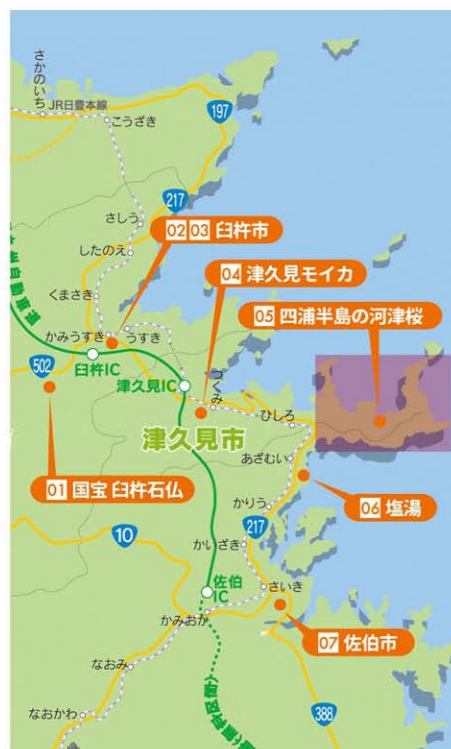 さかのいち
JR日豊本線
こうざき
197
217
さしう
02 03 臼杵市
したのえ
04 津久見モイカ
くまさき
05 四浦半島の河津桜
かみうすき
うすき
臼杵IC
502
津久見IC
つくみ
津久見市
ひしろ
あざむい
01 国宝 臼杵石仏
06 塩湯
かりう
217
10
かいざき
佐伯
IC
さいき
かみおか
07 佐伯市
なおみ
なおかわ
388